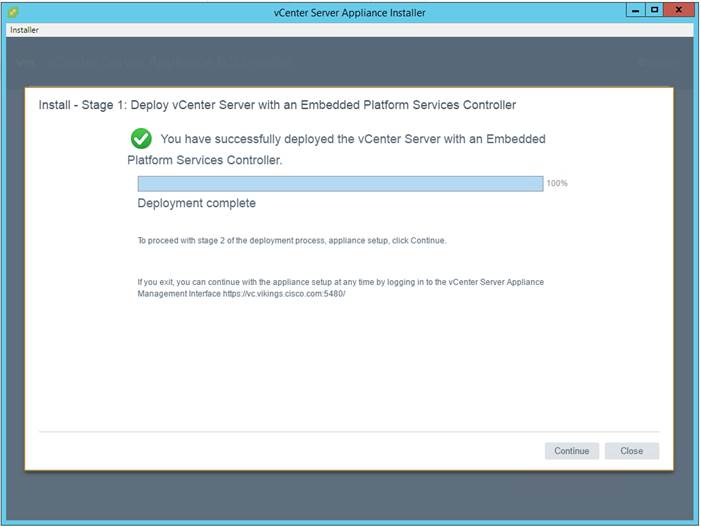 vCenter Server Appliance Installer
Installer
Install - Stage 1: Deploy vCenter Server with an Embedded Platform Services Controller
You have successfully deployed the vCenter Server with an Embedded
Platform Services Controller.
100%
Deployment complete
To proceed with stage 2 of the deployment process, appliance setup, click Continue.
If you exit, you can continue with the appliance setup at any time by logging in to the vCenter Server Appliance
Management Interface https://vc.vikings.cisco.com:5480/
Continue
Close